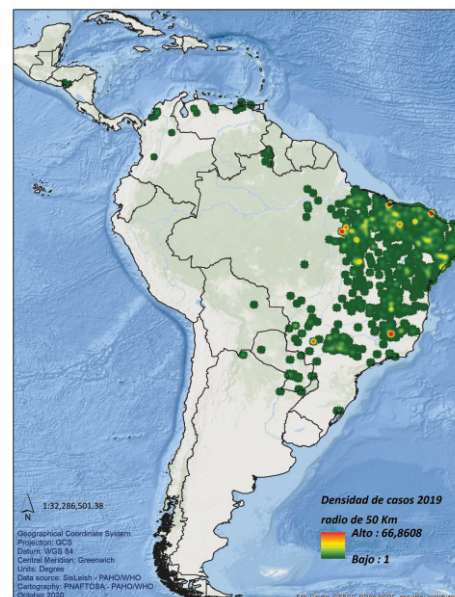 1:32,286,501.38
N
Geographical Coordinate System
Projection: GCS
Datum: WGS 84
Central Meridian: Greenwich
Units: Degree
Data source: SisLeish - PAHO/WHO
Cartography: PNAFTOSA - PAHO/WHO
October 2020
Densidad de casos 2019
radio de 50 Km
Alto : 66,8608
Bajo : 1